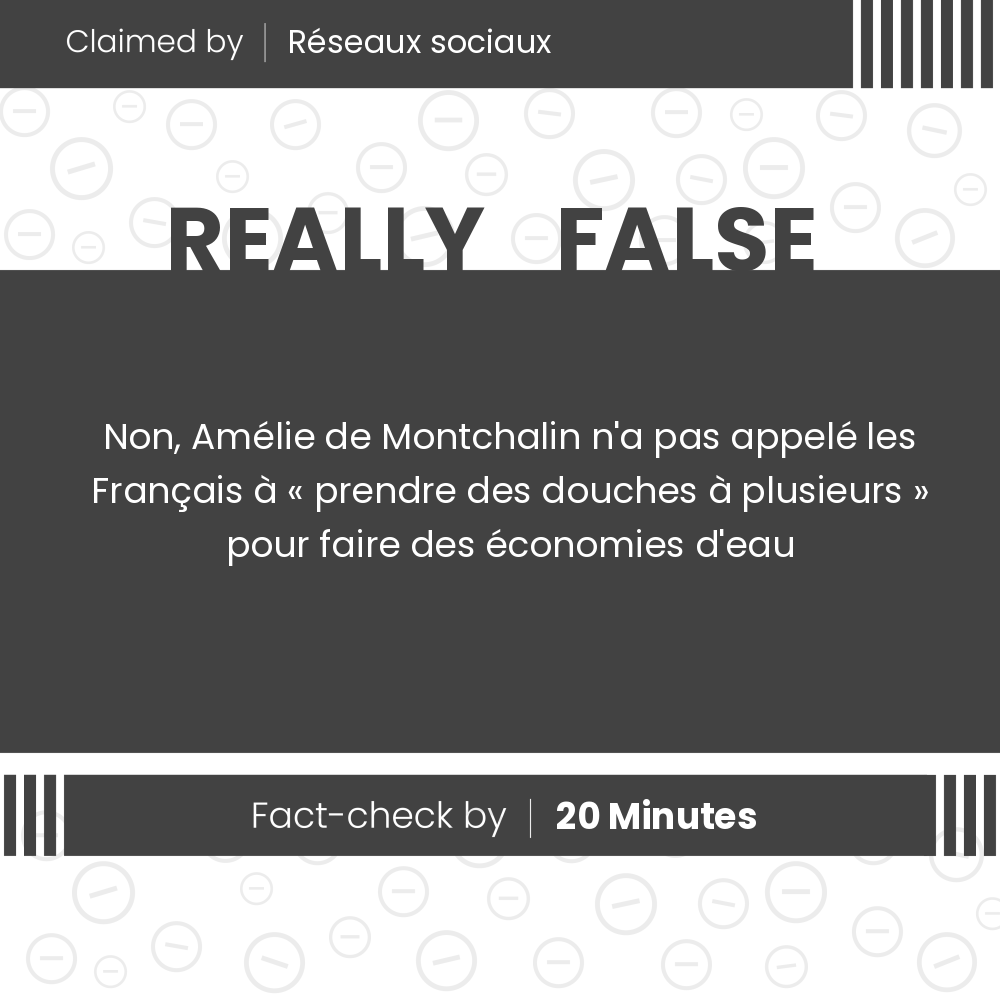 Claimed by | Réseaux sociaux
REALLY FALSE
Non, Amélie de Montchalin n'a pas appelé les
Français à « prendre des douches à plusieurs »
pour faire des économies d'eau
Fact-check by | 20 Minutes